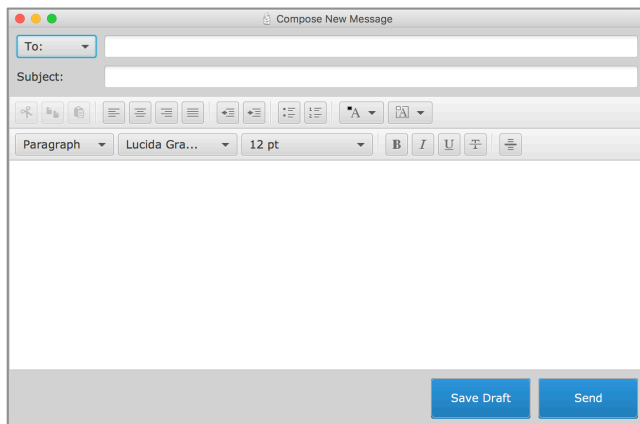 Compose New Message
To:
Subject:
A A
Paragraph Lucida Gra... 12 pt B I U T
Save Draft Send